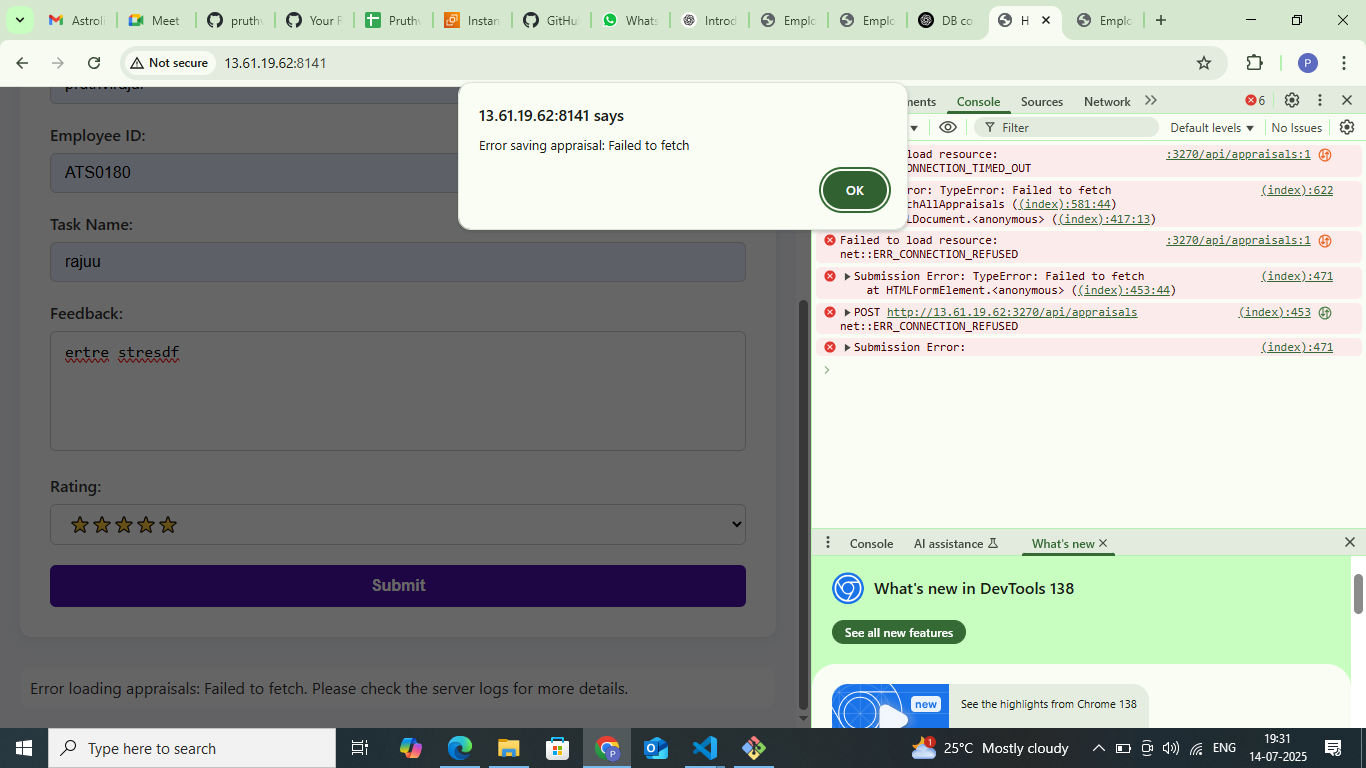 Astrol
Meet
pruthv
Your R
Pruthv
Instan
GitHu
Whats
Introd
Emplo
Emplo
DB co
H
Emplo
Not secure 13.61.19.62:8141
P
13.61.19.62:8141 says
Error saving appraisal: Failed to fetch
OK
Employee ID:
ATS0180
Task Name:
rajuu
Feedback:
ertre stresdf
Rating:
Submit
Error loading appraisals: Failed to fetch. Please check the server logs for more details.
ments Console Sources Network 6
Filter Default levels No Issues
load resource: :3270/api/appraisals:1
CONNECTION_TIMED_OUT
ror: TypeError: Failed to fetch (index):622
chAllAppraisals ((index):581:44)
LDocument.<anonymous> ((index):417:13)
Failed to load resource: :3270/api/appraisals:1
net::ERR_CONNECTION_REFUSED
Submission Error: TypeError: Failed to fetch (index):471
at HTMLFormElement.<anonymous> ((index):453:44)
POST http://13.61.19.62:3270/api/appraisals (index):453
net::ERR_CONNECTION_REFUSED
Submission Error: (index):471
Console AI assistance What's new
What's new in DevTools 138
See all new features
new
See the highlights from Chrome 138
Type here to search
1
25°C Mostly cloudy
ENG
19:31
14-07-2025